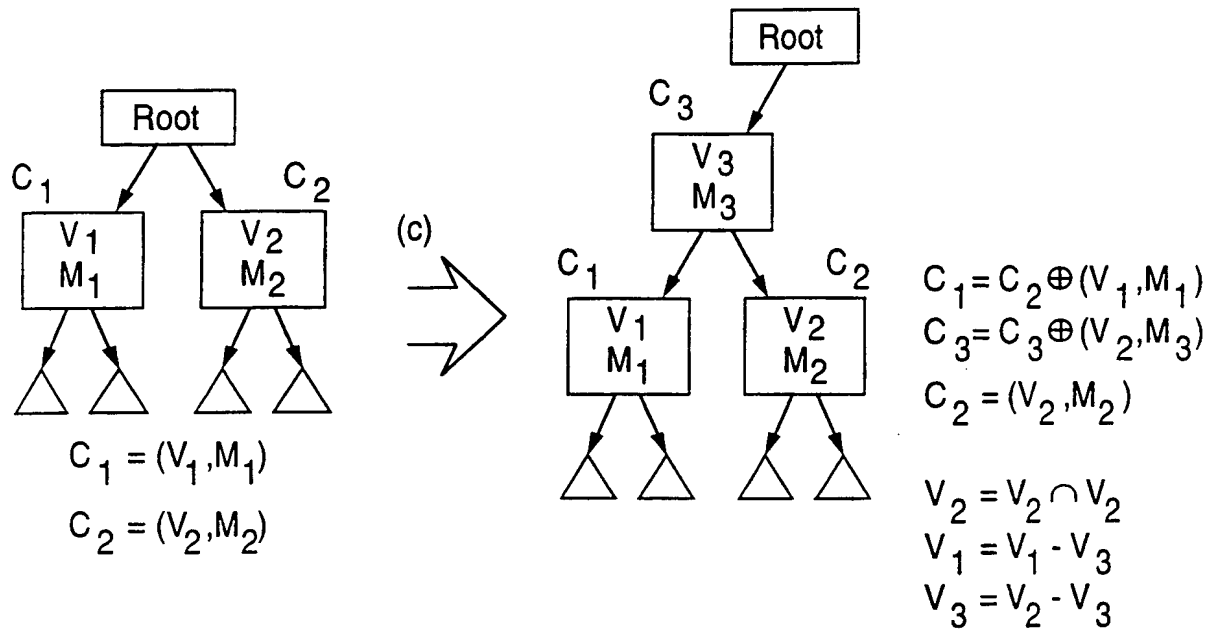 Root
C₁ C₂
V₁ V₂
M₁ M₂
C₁ = (V₁,M₁)
C₂ = (V₂,M₂)
(c)
Root
C₃
V₃
M₃
C₁ C₂
V₁ V₂
M₁ M₂
C₁ = C₂ ⊕ (V₁,M₁)
C₃ = C₃ ⊕ (V₂,M₃)
C₂ = (V₂,M₂)
V₂ = V₂ ∩ V₂
V₁ = V₁ - V₃
V₃ = V₂ - V₃